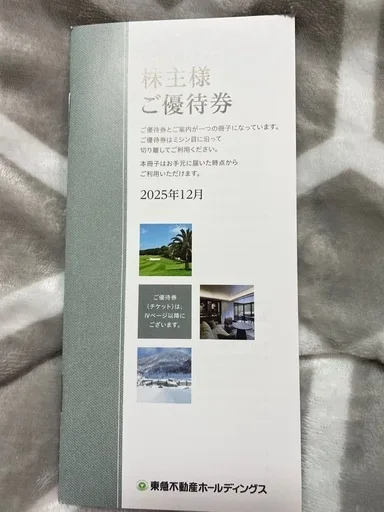 株主様
ご優待券
ご優待券とご案内が一つの冊子になっています。
ご優待券はミシン目に沿って
切り離してご利用ください。
本冊子はお手元に届いた時点から
ご利用いただけます。
2025年12月
ご優待券
(チケット)は、
Ⅳページ以降に
ございます。
東急不動産ホールディングス